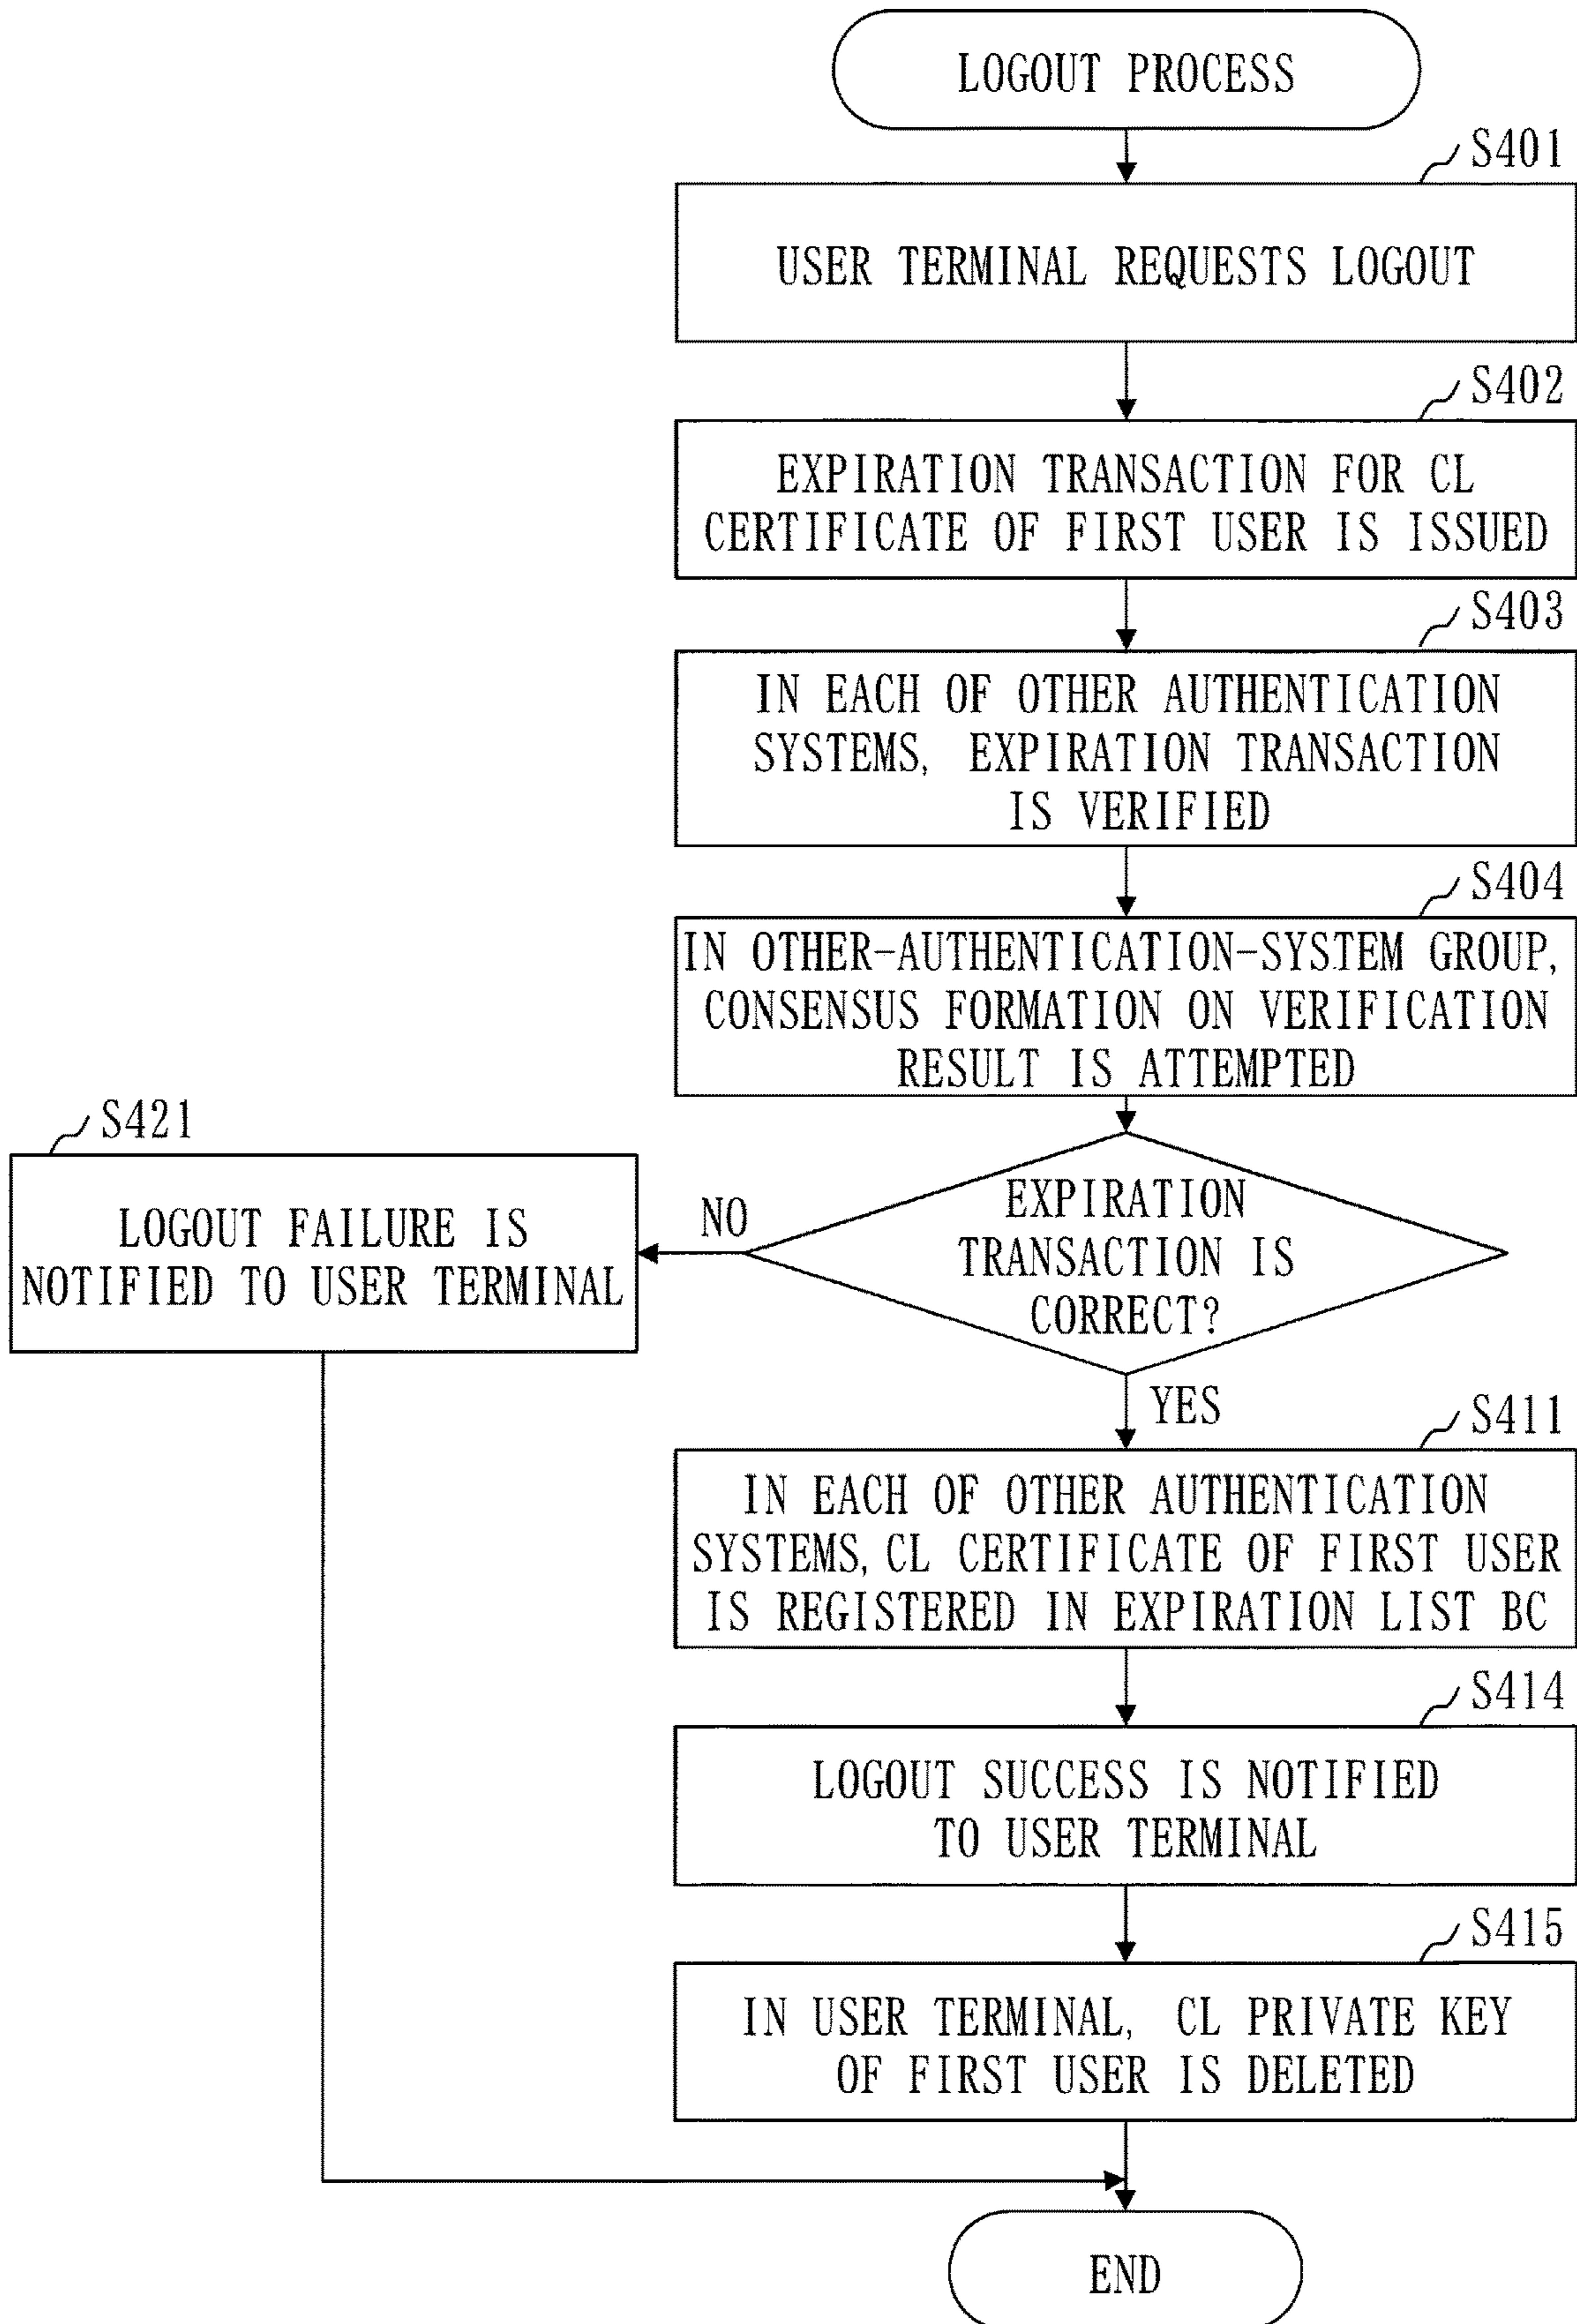 LOGOUT PROCESS
S401
USER TERMINAL REQUESTS LOGOUT
S402
EXPIRATION TRANSACTION FOR CL
CERTIFICATE OF FIRST USER IS ISSUED
S403
IN EACH OF OTHER AUTHENTICATION
SYSTEMS, EXPIRATION TRANSACTION
IS VERIFIED
S404
IN OTHER-AUTHENTICATION-SYSTEM GROUP,
CONSENSUS FORMATION ON VERIFICATION
RESULT IS ATTEMPTED
S421
LOGOUT FAILURE IS
NOTIFIED TO USER TERMINAL
NO
EXPIRATION
TRANSACTION IS
CORRECT?
YES
S411
IN EACH OF OTHER AUTHENTICATION
SYSTEMS, CL CERTIFICATE OF FIRST USER
IS REGISTERED IN EXPIRATION LIST BC
S414
LOGOUT SUCCESS IS NOTIFIED
TO USER TERMINAL
S415
IN USER TERMINAL, CL PRIVATE KEY
OF FIRST USER IS DELETED
END